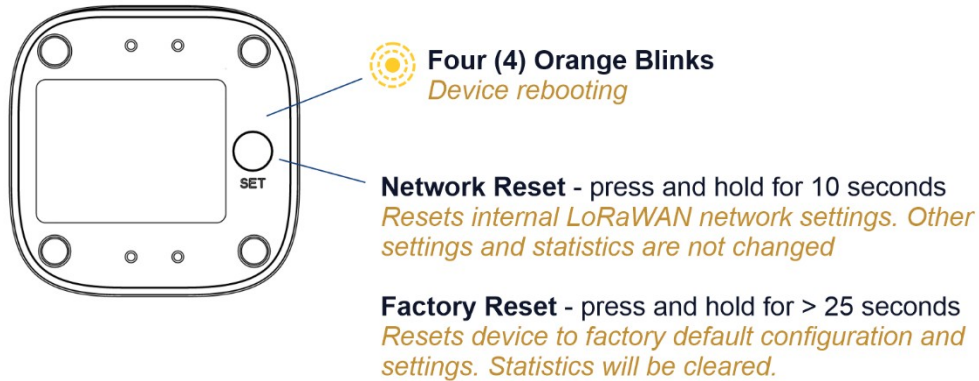 Four (4) Orange Blinks
Device rebooting
SET
Network Reset - press and hold for 10 seconds
Resets internal LoRaWAN network settings. Other
settings and statistics are not changed
Factory Reset - press and hold for > 25 seconds
Resets device to factory default configuration and
settings. Statistics will be cleared.